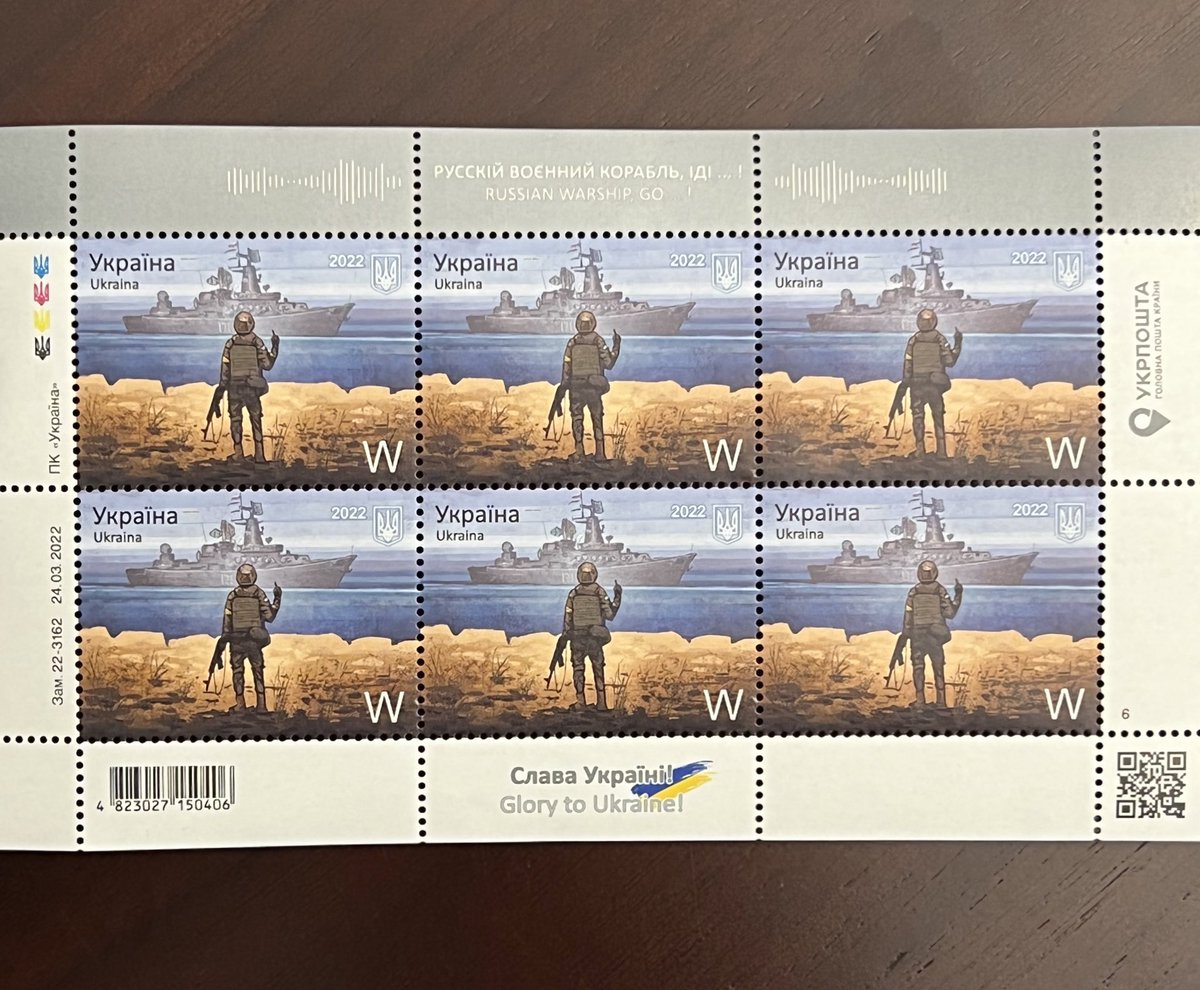 РУССКІЙ ВОЄННИЙ КОРАБЛЬ, ІДІ ... !
RUSSIAN WARSHIP, GO ... !
Україна 2022
Ukraina
W
Україна 2022
Ukraina
W
Україна 2022
Ukraina
W
ПК «Україна»
УКРПОШТА
ГОЛОВНА ПОШТА КРАЇНИ
Україна 2022
Ukraina
W
Україна 2022
Ukraina
W
Україна 2022
Ukraina
W
Зам. 22-3162 24.03.2022
6
4 823027 150406
Слава Україні!
Glory to Ukraine!